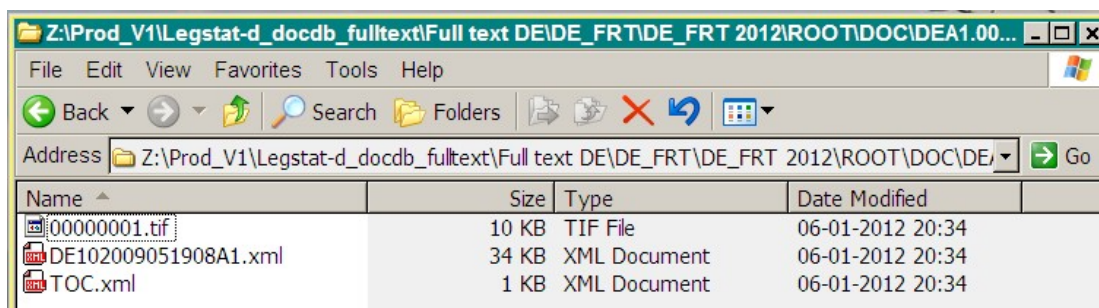 Z:\Prod_V1\Legstat-d_docdb_fulltext\Full text DE\DE_FRT\DE_FRT 2012\ROOT\DOC\DEA1.00...
File Edit View Favorites Tools Help
Back Search Folders
Address Z:\Prod_V1\Legstat-d_docdb_fulltext\Full text DE\DE_FRT\DE_FRT 2012\ROOT\DOC\DE Go
Name Size Type Date Modified
00000001.tif 10 KB TIF File 06-01-2012 20:34
DE102009051908A1.xml 34 KB XML Document 06-01-2012 20:34
TOC.xml 1 KB XML Document 06-01-2012 20:34